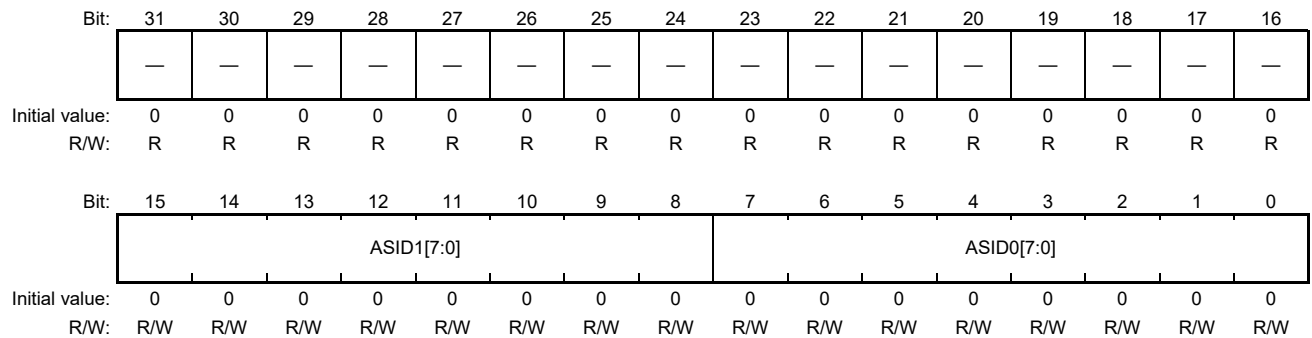 Bit: 31 30 29 28 27 26 25 24 23 22 21 20 19 18 17 16
— — — — — — — — — — — — — — — —
Initial value: 0 0 0 0 0 0 0 0 0 0 0 0 0 0 0 0
R/W: R R R R R R R R R R R R R R R R
Bit: 15 14 13 12 11 10 9 8 7 6 5 4 3 2 1 0
ASID1[7:0] ASID0[7:0]
Initial value: 0 0 0 0 0 0 0 0 0 0 0 0 0 0 0 0
R/W: R/W R/W R/W R/W R/W R/W R/W R/W R/W R/W R/W R/W R/W R/W R/W R/W